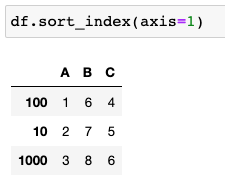 df.sort_index(axis=1)
A B C
100 1 6 4
10 2 7 5
1000 3 8 6